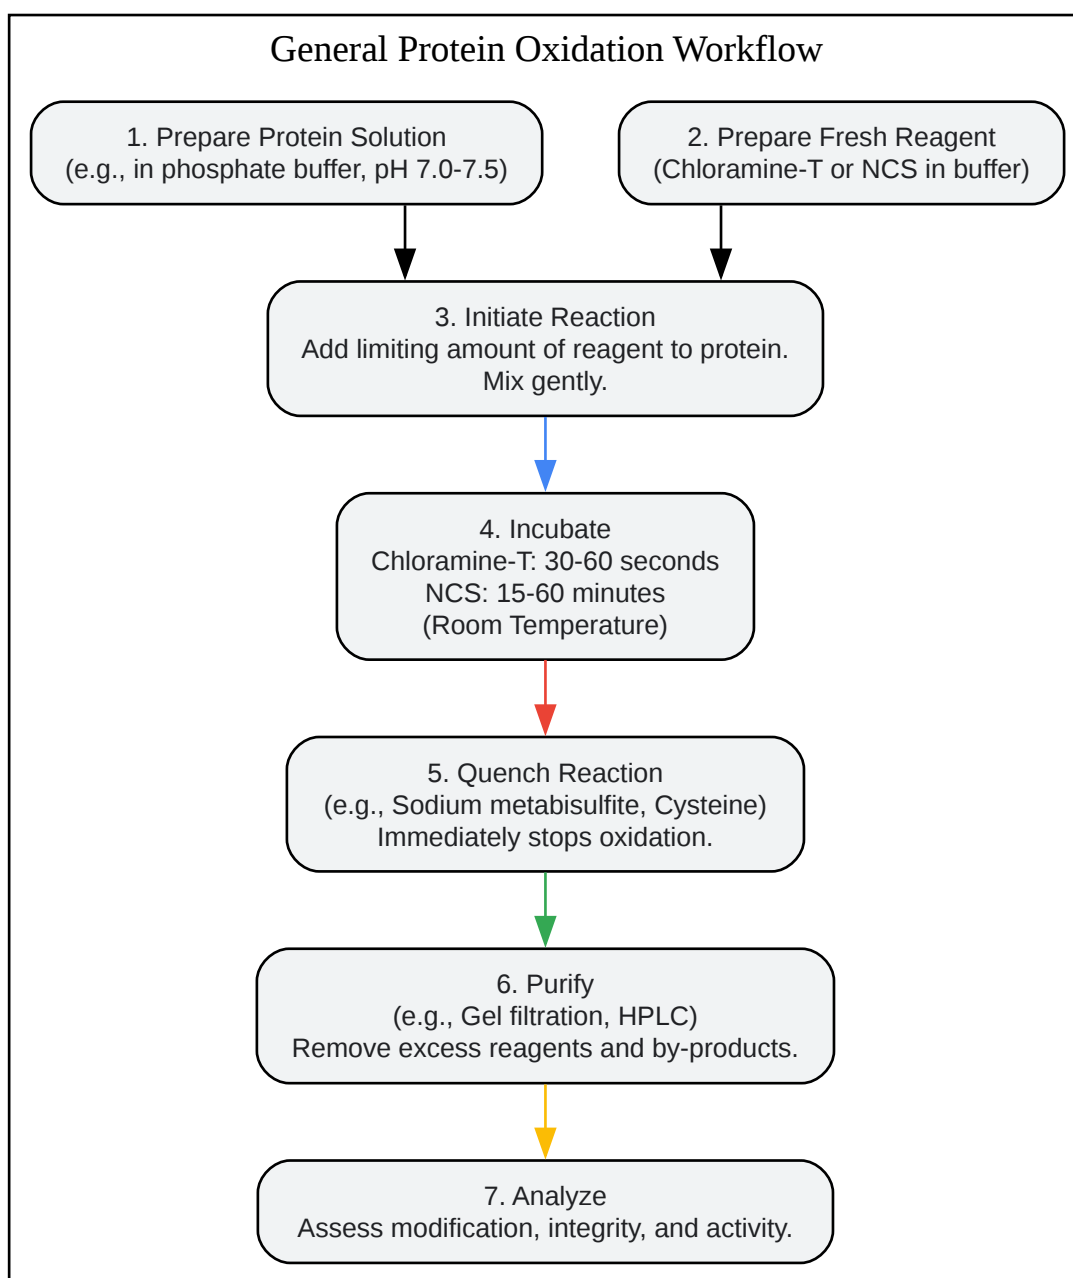 General Protein Oxidation Workflow
1. Prepare Protein Solution
(e.g., in phosphate buffer, pH 7.0-7.5)
2. Prepare Fresh Reagent
(Chloramine-T or NCS in buffer)
3. Initiate Reaction
Add limiting amount of reagent to protein.
Mix gently.
4. Incubate
Chloramine-T: 30-60 seconds
NCS: 15-60 minutes
(Room Temperature)
5. Quench Reaction
(e.g., Sodium metabisulfite, Cysteine)
Immediately stops oxidation.
6. Purify
(e.g., Gel filtration, HPLC)
Remove excess reagents and by-products.
7. Analyze
Assess modification, integrity, and activity.